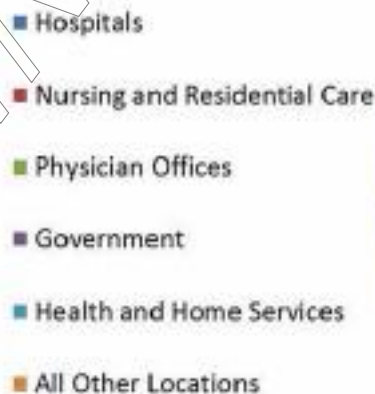 Hospitals
Nursing and Residential Care
Physician Offices
Government
Health and Home Services
All Other Locations